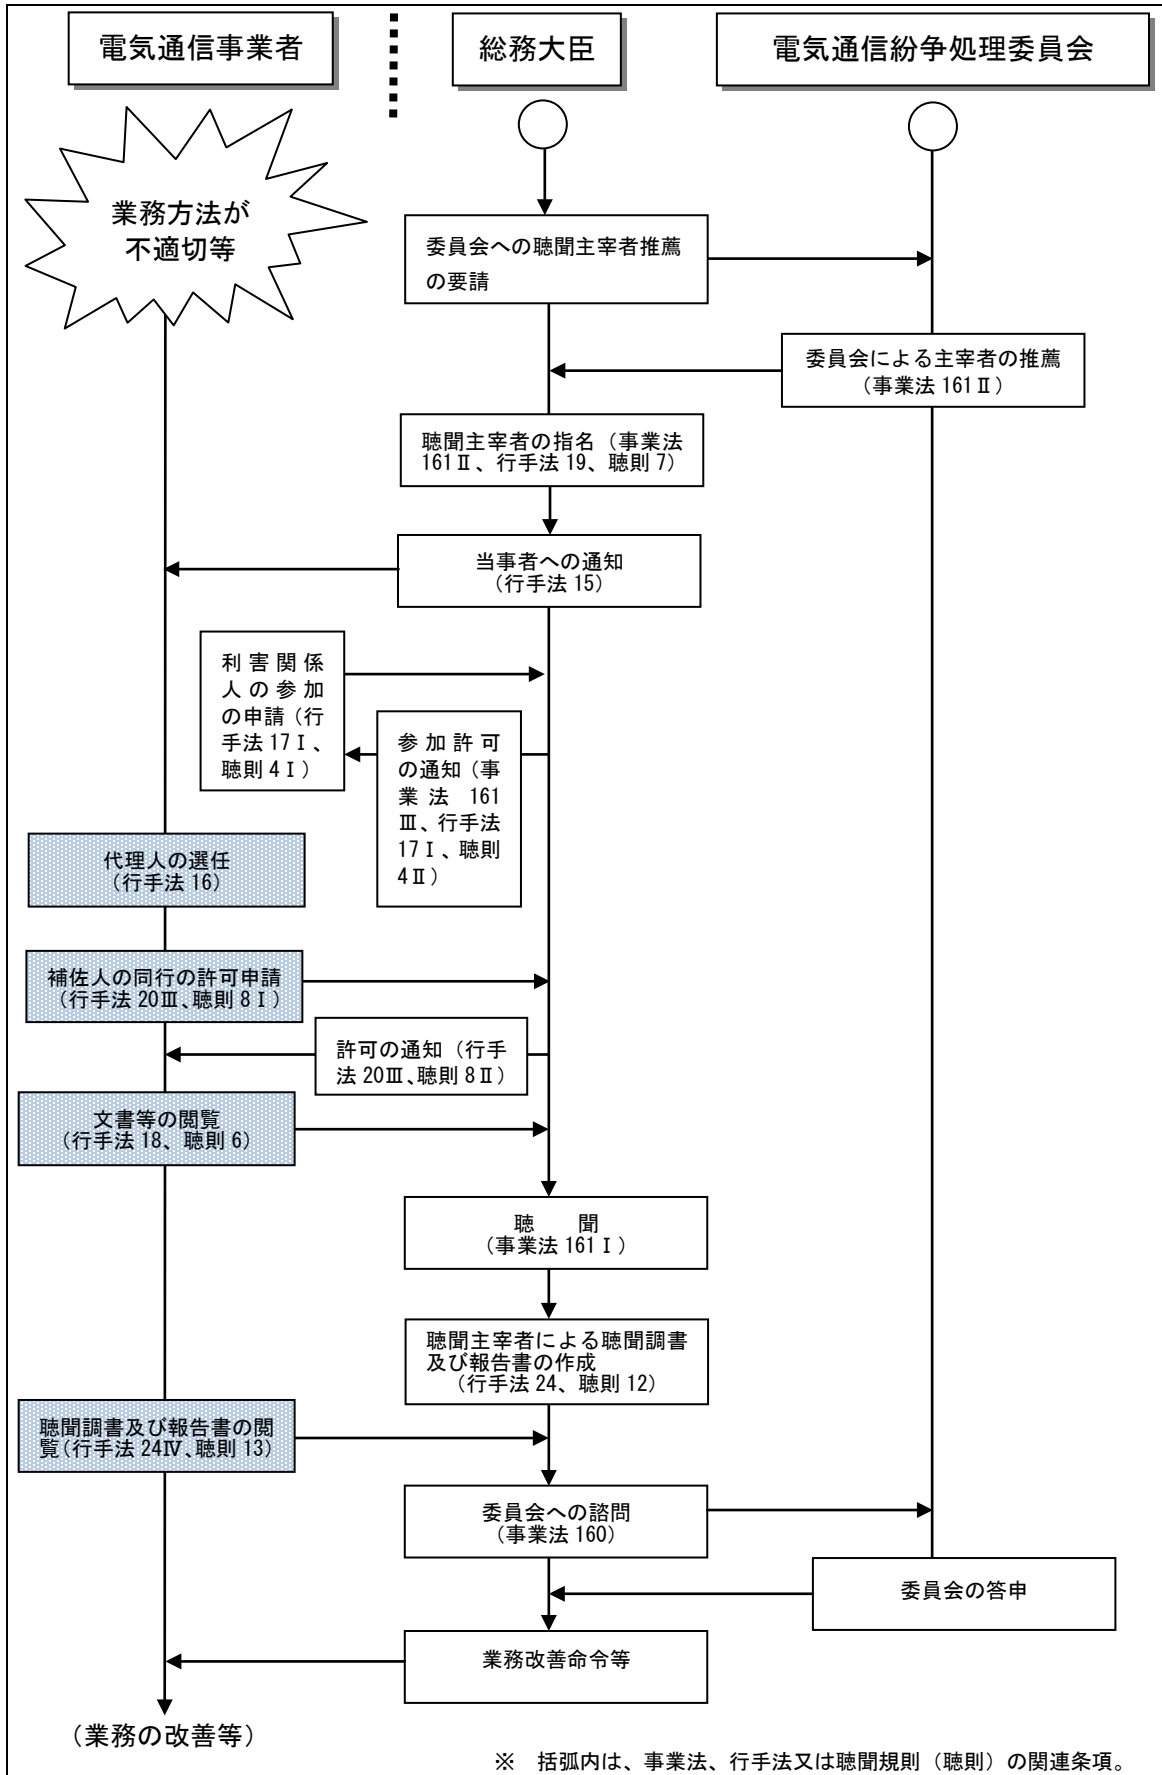 電気通信事業者
総務大臣
電気通信紛争処理委員会
業務方法が
不適切等
委員会への聴聞主宰者推薦
の要請
委員会による主宰者の推薦
（事業法 161Ⅱ）
聴聞主宰者の指名（事業法
161Ⅱ、行手法 19、聴則 7）
当事者への通知
（行手法 15）
利害関係
人の参加
の申請（行
手法 17Ⅰ、
聴則 4Ⅰ）
参加許可
の通知（事
業法 161
Ⅲ、行手法
17Ⅰ、聴則
4Ⅱ）
代理人の選任
（行手法 16）
補佐人の同行の許可申請
（行手法 20Ⅲ、聴則 8Ⅰ）
許可の通知（行手
法 20Ⅲ、聴則 8Ⅱ）
文書等の閲覧
（行手法 18、聴則 6）
聴　　聞
（事業法 161Ⅰ）
聴聞主宰者による聴聞調書
及び報告書の作成
（行手法 24、聴則 12）
聴聞調書及び報告書の閲
覧（行手法 24Ⅳ、聴則 13）
委員会への諮問
（事業法 160）
委員会の答申
業務改善命令等
（業務の改善等）
※　括弧内は、事業法、行手法又は聴聞規則（聴則）の関連条項。